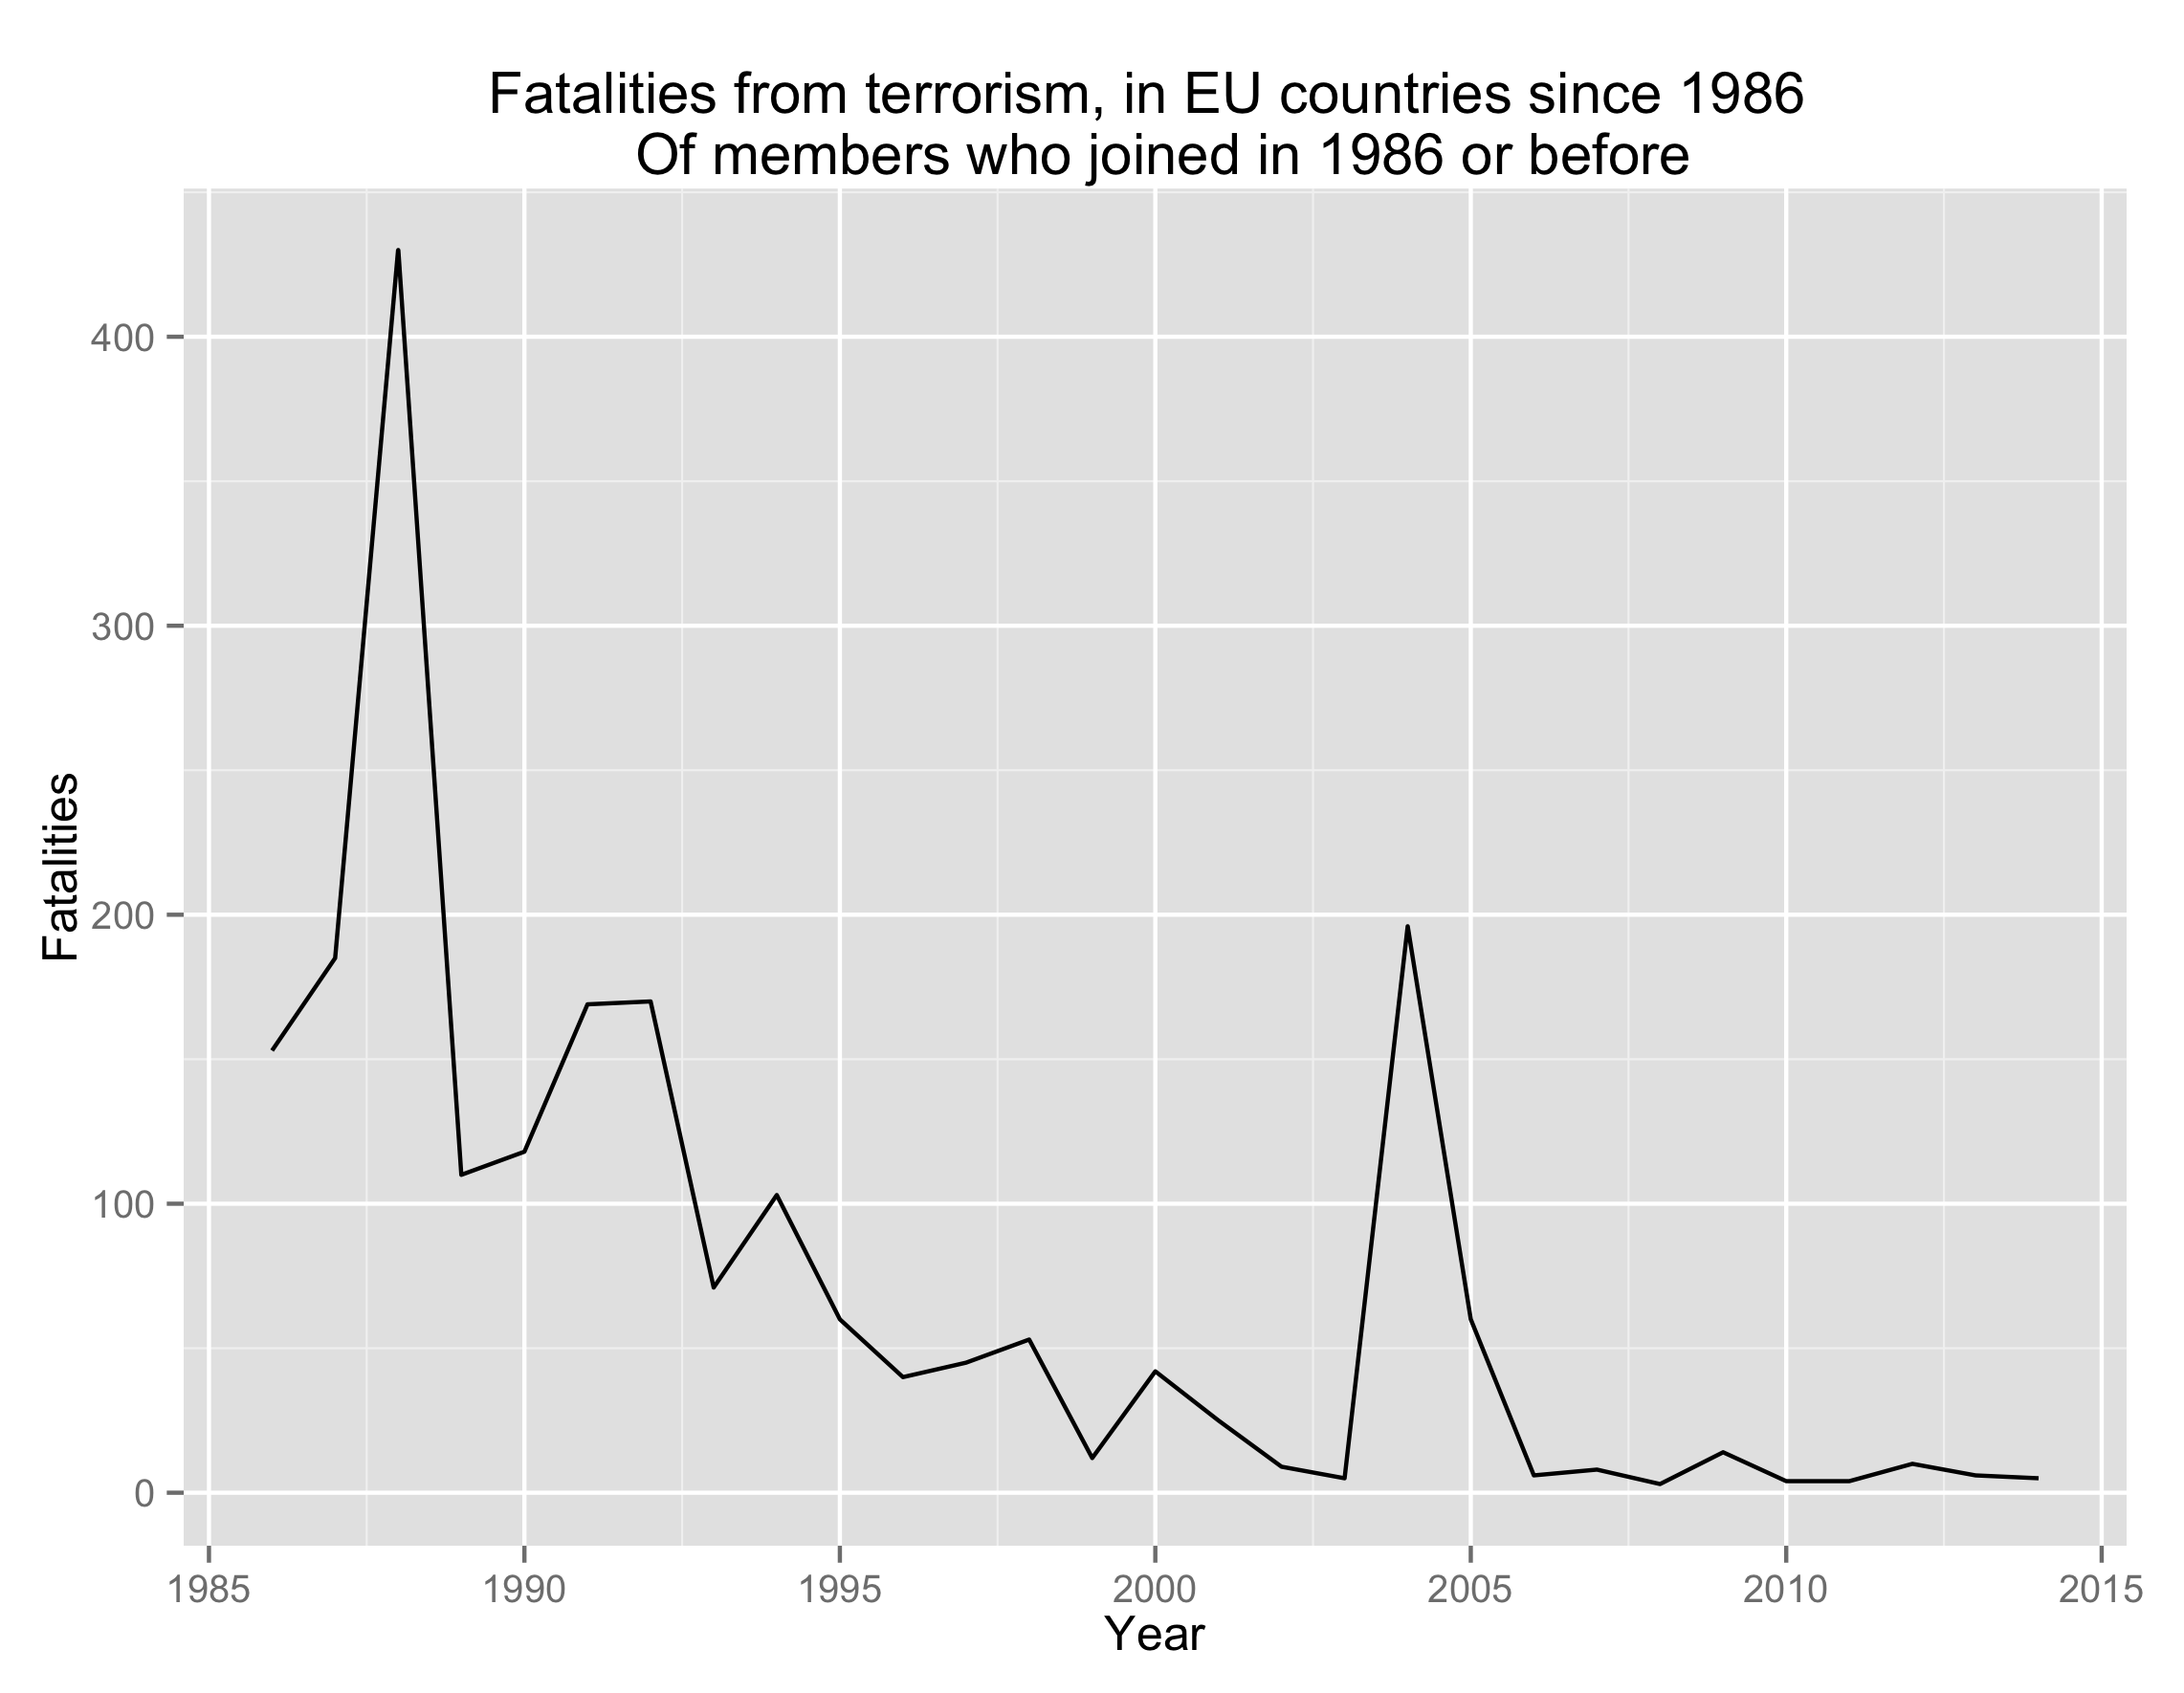 Fatalities from terrorism, in EU countries since 1986
Of members who joined in 1986 or before
Fatalities
400
300
200
100
0
1985 1990 1995 2000 2005 2010 2015
Year